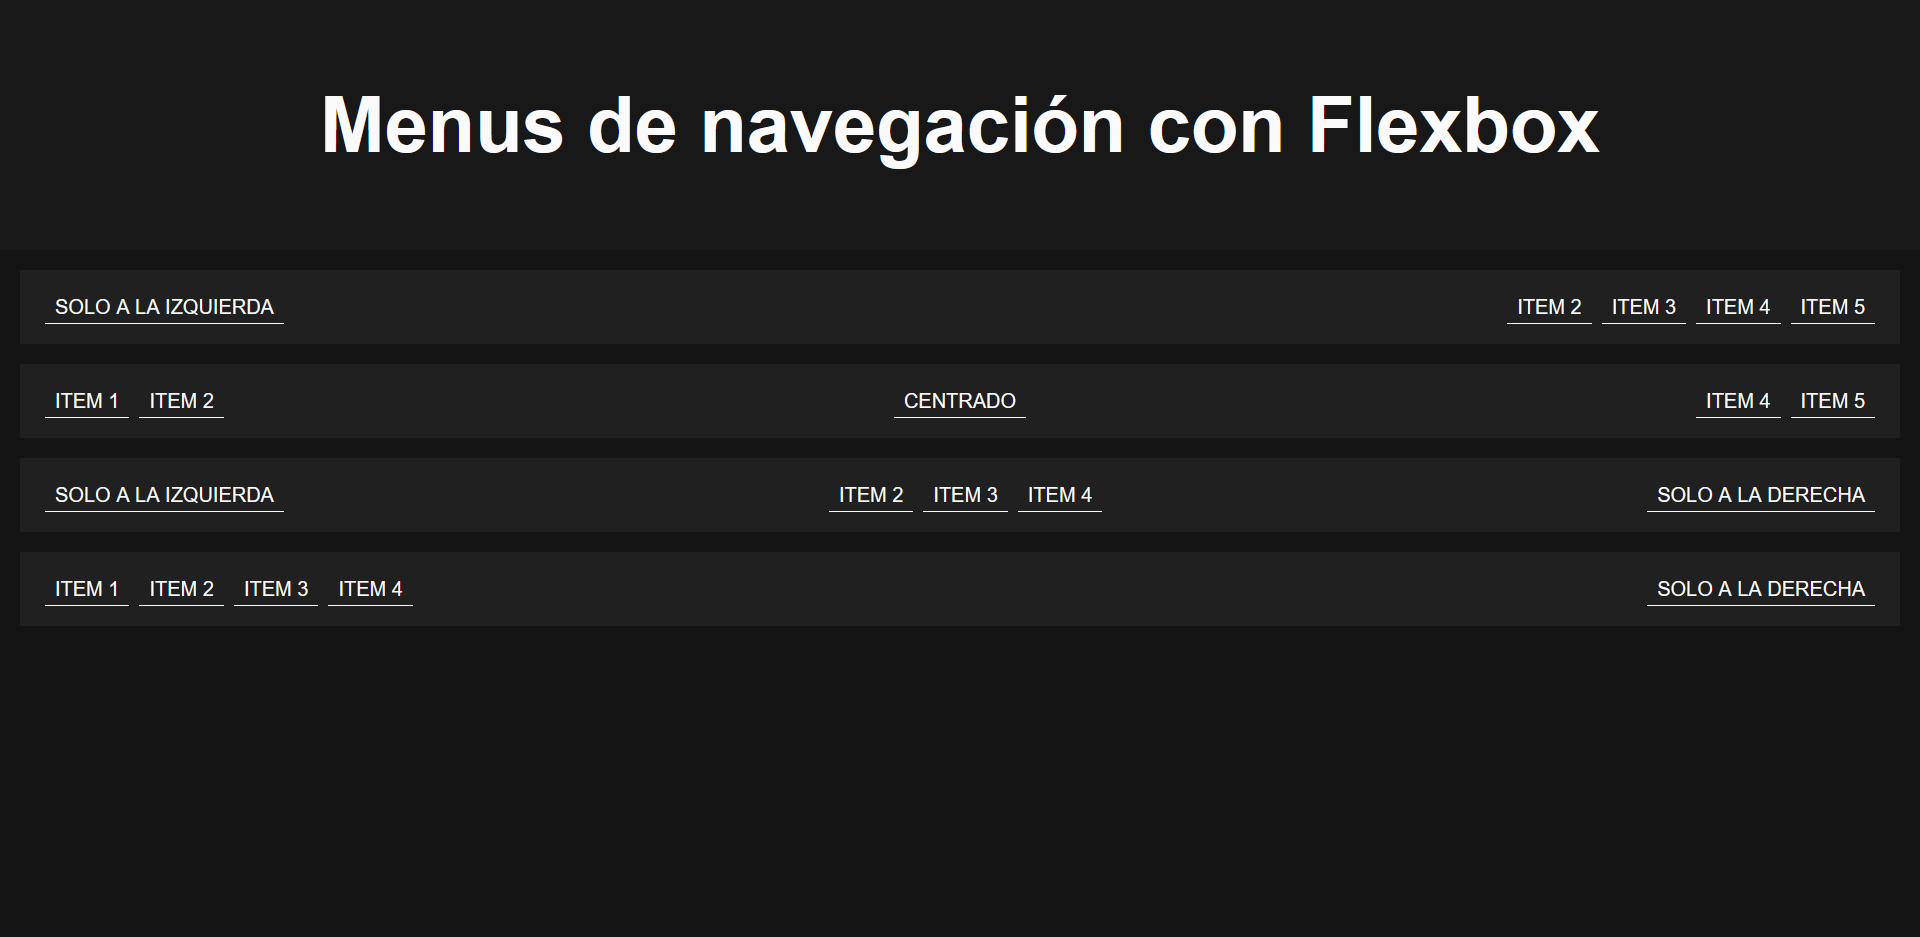 Menus de navegación con Flexbox
SOLO A LA IZQUIERDA ITEM 2 ITEM 3 ITEM 4 ITEM 5
ITEM 1 ITEM 2 CENTRADO ITEM 4 ITEM 5
SOLO A LA IZQUIERDA ITEM 2 ITEM 3 ITEM 4 SOLO A LA DERECHA
ITEM 1 ITEM 2 ITEM 3 ITEM 4 SOLO A LA DERECHA